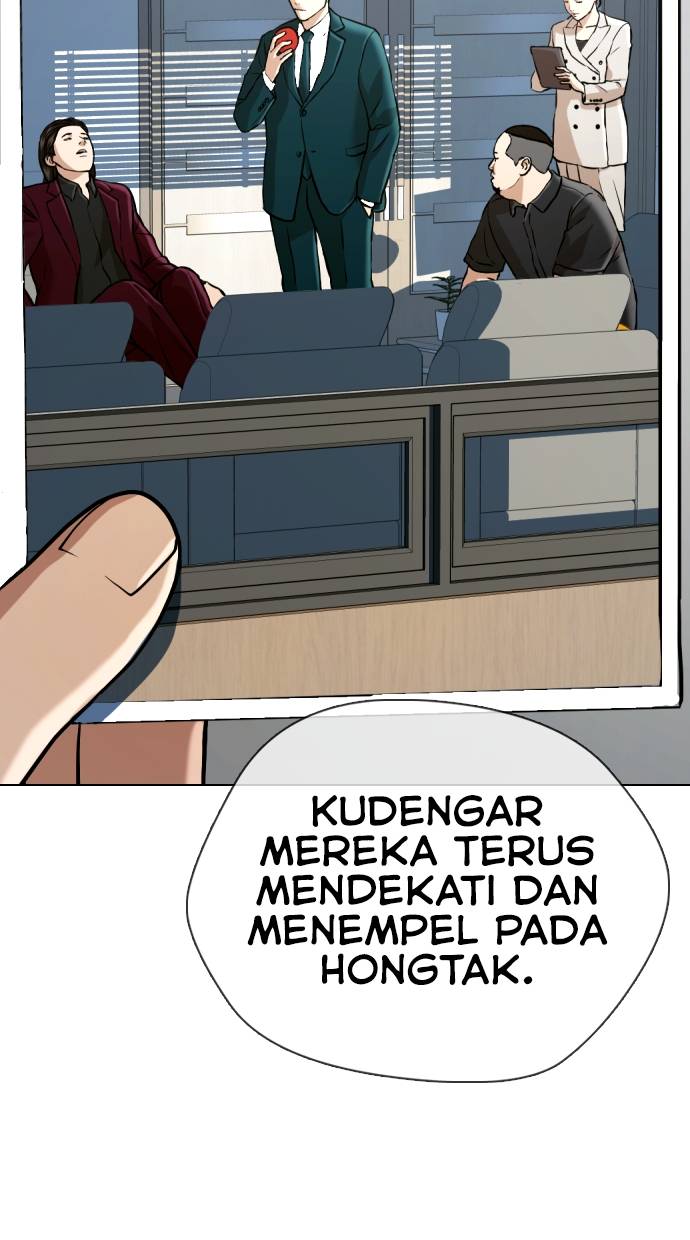 KUDENGAR
MEREKA TERUS
MENDEKATI DAN
MENEMPEL PADA
HONGTAK.